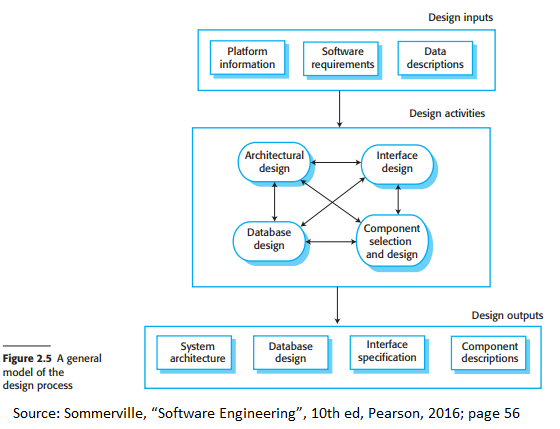 Design inputs
Platform
information
Software
requirements
Data
descriptions
Design activities
Architectural
design
Interface
design
Database
design
Component
selection
and design
Design outputs
System
architecture
Database
design
Interface
specification
Component
descriptions
Figure 2.5 A general
model of the
design process
Source: Sommerville, “Software Engineering”, 10th ed, Pearson, 2016; page 56